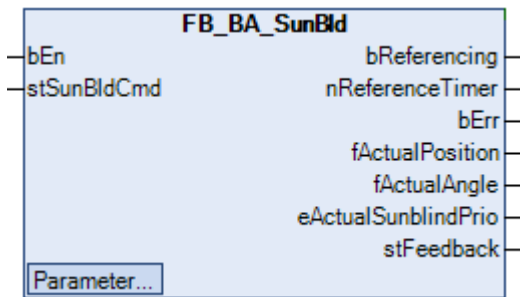 FB_BA_SunBld
bEn bReferencing
stSunBldCmd nReferenceTimer
bErr
fActualPosition
fActualAngle
eActualSunblindPrio
stFeedback
Parameter...